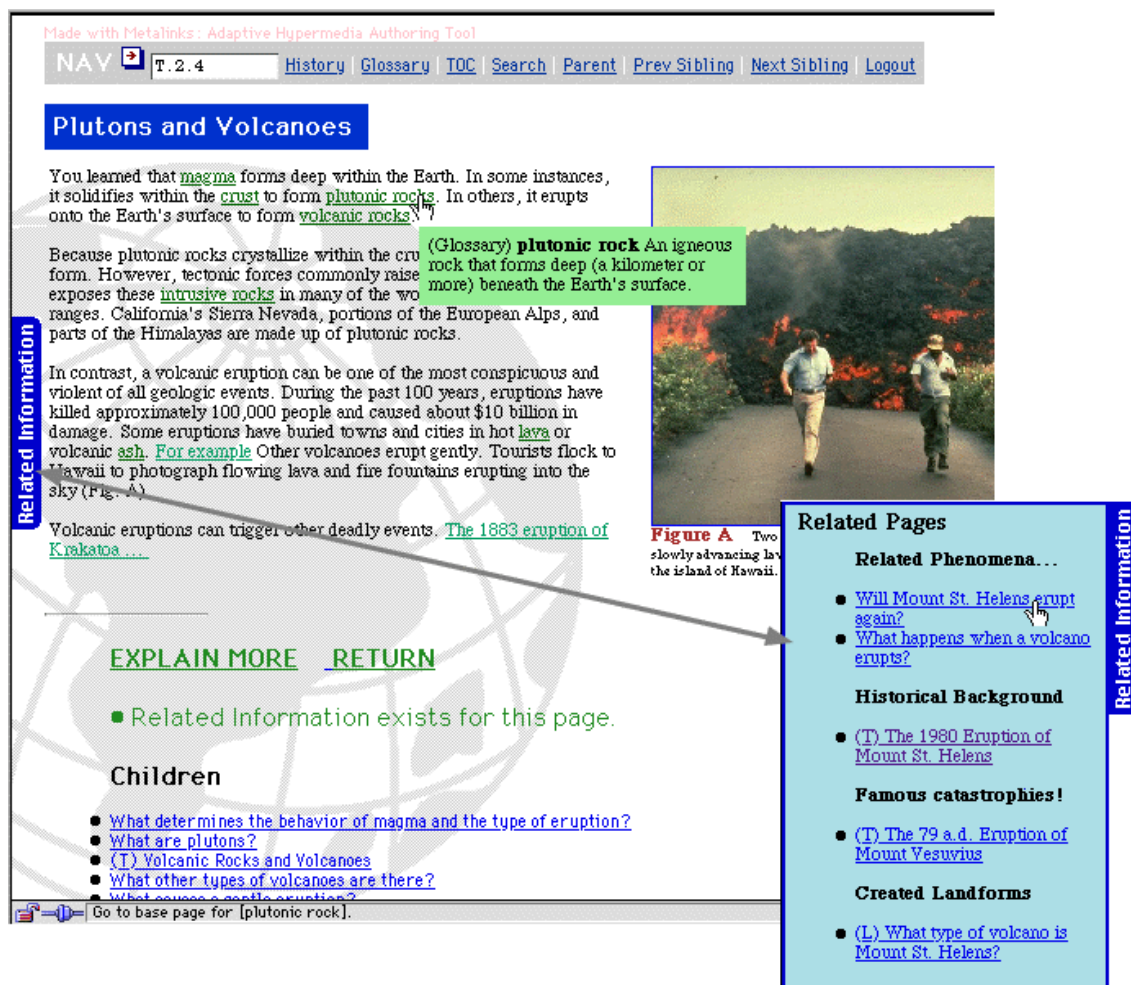 Made with Metalinks: Adaptive Hypermedia Authoring Tool
NAV T.2.4 History | Glossary | TOC | Search | Parent | Prev Sibling | Next Sibling | Logout
Plutons and Volcanoes
You learned that magma forms deep within the Earth. In some instances,
it solidifies within the crust to form plutonic rocks. In others, it erupts
onto the Earth's surface to form volcanic rocks.
(Glossary) plutonic rock An igneous
rock that forms deep (a kilometer or
more) beneath the Earth's surface.
Because plutonic rocks crystallize within the cru
form. However, tectonic forces commonly raise
exposes these intrusive rocks in many of the wo
ranges. California's Sierra Nevada, portions of the European Alps, and
parts of the Himalayas are made up of plutonic rocks.
In contrast, a volcanic eruption can be one of the most conspicuous and
violent of all geologic events. During the past 100 years, eruptions have
killed approximately 100,000 people and caused about $10 billion in
damage. Some eruptions have buried towns and cities in hot lava or
volcanic ash. For example Other volcanoes erupt gently. Tourists flock to
Hawaii to photograph flowing lava and fire fountains erupting into the
sky (Fig. A)
Volcanic eruptions can trigger other deadly events. The 1883 eruption of
Krakatoa ...
Related Information
Figure A Two
slowly advancing lav
the island of Hawaii.
EXPLAIN MORE RETURN
Related Information exists for this page.
Children
What determines the behavior of magma and the type of eruption?
What are plutons?
(T) Volcanic Rocks and Volcanoes
What other types of volcanoes are there?
What causes a gentle eruption?
Go to base page for [plutonic rock].
Related Pages
Related Phenomena...
Will Mount St. Helens erupt
again?
What happens when a volcano
erupts?
Historical Background
(T) The 1980 Eruption of
Mount St. Helens
Famous catastrophies!
(T) The 79 a.d. Eruption of
Mount Vesuvius
Created Landforms
(L) What type of volcano is
Mount St. Helens?
Related Information